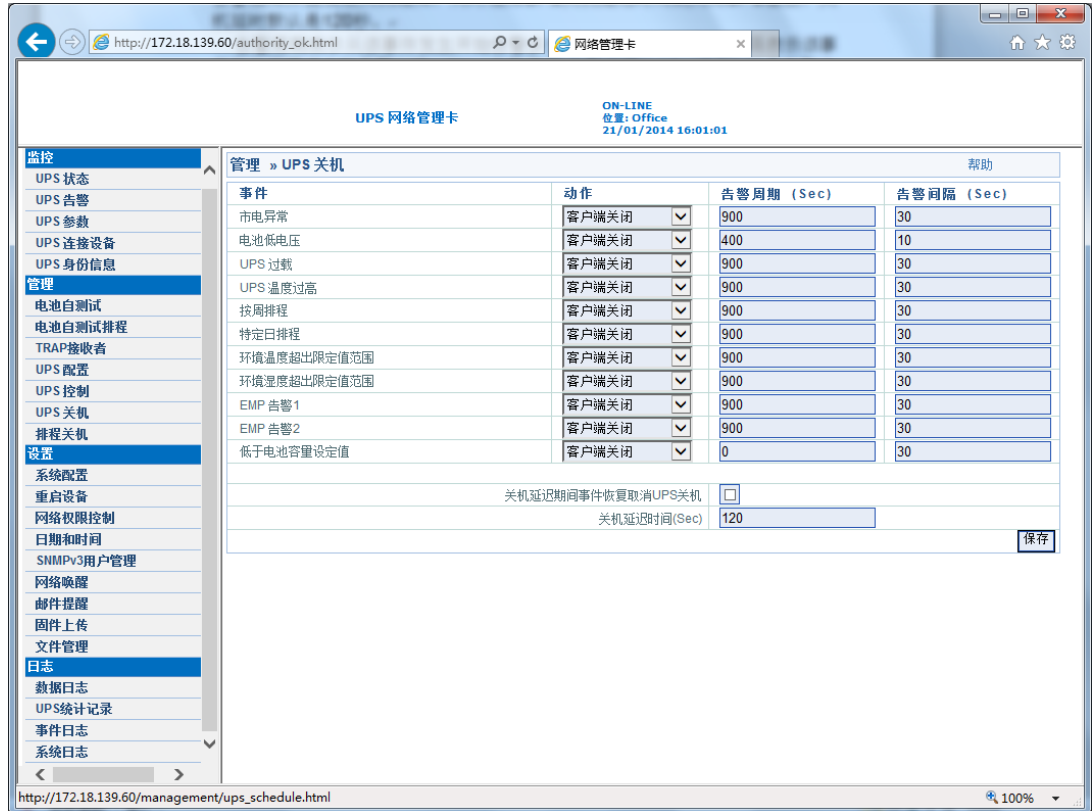 机延时默认是120秒。
http://172.18.139.60/authority_ok.html
网络管理卡
UPS 网络管理卡
ON-LINE
位置: Office
21/01/2014 16:01:01
监控
UPS 状态
UPS 告警
UPS 参数
UPS 连接设备
UPS 身份信息
管理
电池自测试
电池自测试排程
TRAP接收者
UPS 配置
UPS 控制
UPS 关机
排程关机
设置
系统配置
重启设备
网络权限控制
日期和时间
SNMPv3用户管理
网络唤醒
邮件提醒
固件上传
文件管理
日志
数据日志
UPS统计记录
事件日志
系统日志
管理 » UPS 关机 帮助
事件 动作 告警周期 (Sec) 告警间隔 (Sec)
市电异常 客户端关闭 900 30
电池低电压 客户端关闭 400 10
UPS 过载 客户端关闭 900 30
UPS 温度过高 客户端关闭 900 30
按周排程 客户端关闭 900 30
特定日排程 客户端关闭 900 30
环境温度超出限定值范围 客户端关闭 900 30
环境湿度超出限定值范围 客户端关闭 900 30
EMP 告警1 客户端关闭 900 30
EMP 告警2 客户端关闭 900 30
低于电池容量设定值 客户端关闭 0 30
关机延迟期间事件恢复取消UPS关机
关机延迟时间(Sec) 120
保存
http://172.18.139.60/management/ups_schedule.html
100%